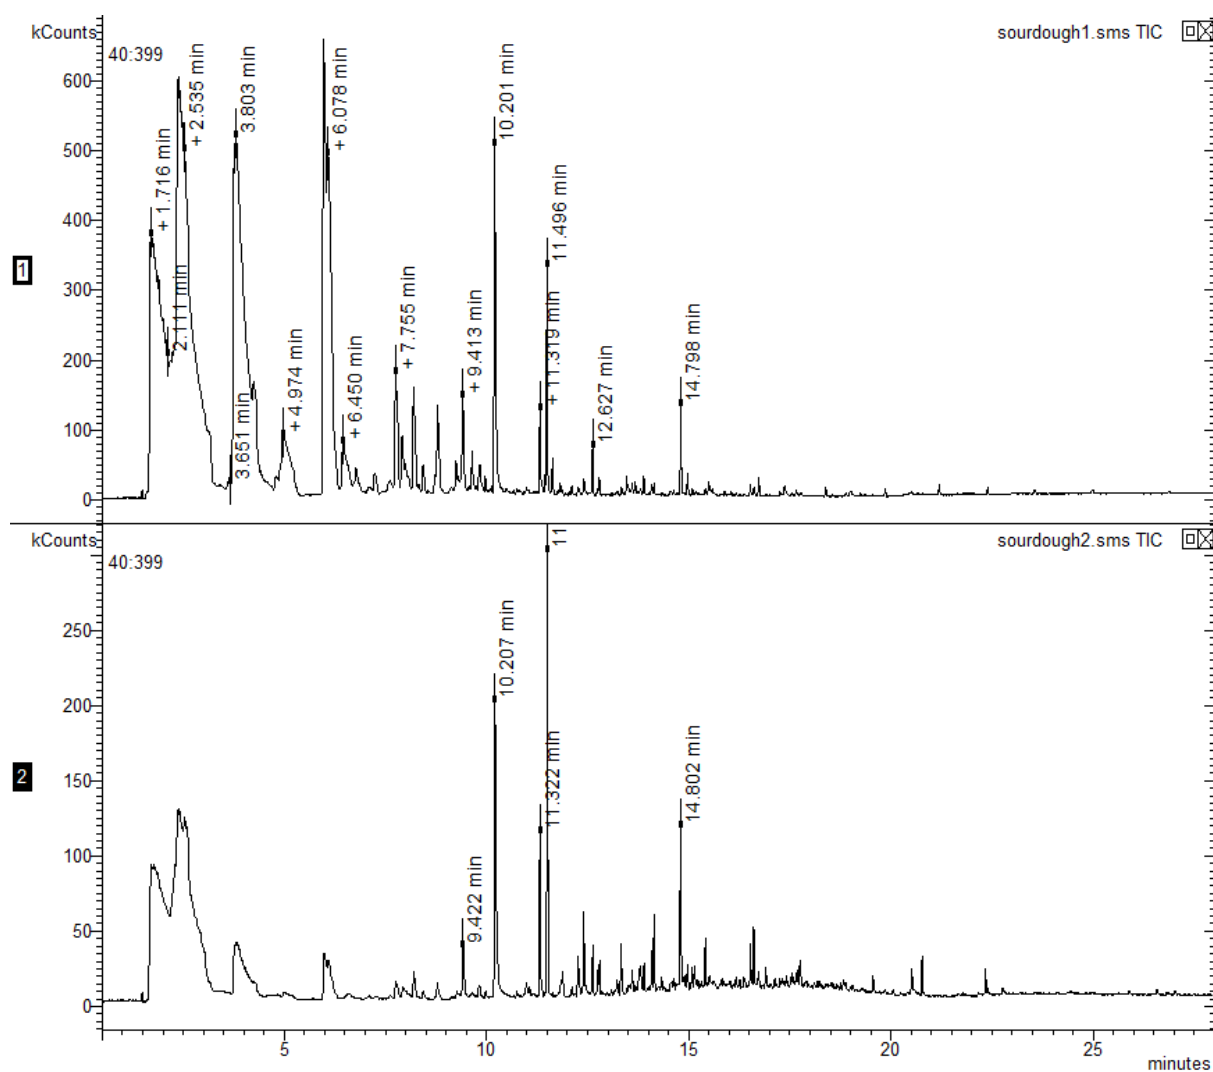 kCounts
sourdough1.sms TIC
40:399
600
500
400
300
200
100
0
+ 1.716 min
2.111 min
+ 2.535 min
3.651 min
3.803 min
+ 4.974 min
+ 6.078 min
+ 6.450 min
+ 7.755 min
+ 9.413 min
10.201 min
+ 11.319 min
11.496 min
12.627 min
14.798 min
1
kCounts
sourdough2.sms TIC
40:399
250
200
150
100
50
0
9.422 min
10.207 min
11.322 min
11
14.802 min
2
5 10 15 20 25
minutes